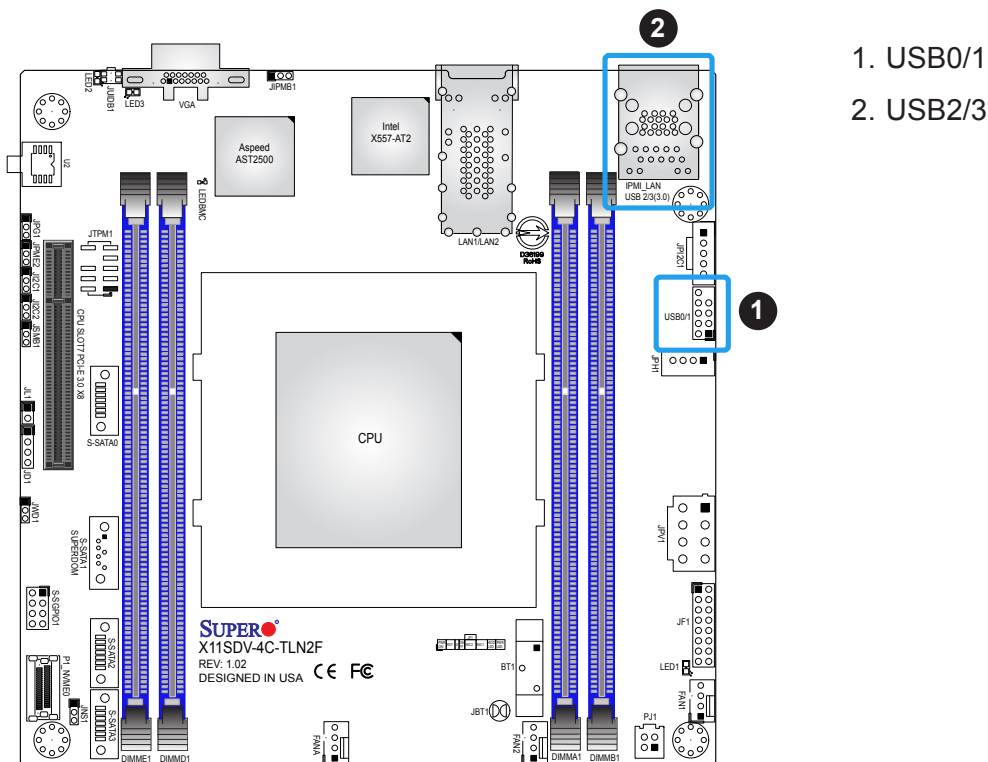 2
1. USB0/1
2. USB2/3
LED2
JUIDB1
LED3
VGA
JIPMB1
Aspeed
AST2500
Intel
X557-AT2
IPMI_LAN
USB 2/3(3.0)
LAN1/LAN2
U2
LEDBMC
D33199
RoHS
JPG1
JPME2
JI2C1
JI2C2
JSMB1
JTPM1
JPI2C1
USB0/1
1
JPH1
CPU SLOT7 PCI-E 3.0 X8
JL1
JD1
S-SATA0
CPU
JWD1
S-SATA1
SUPERDOM
JPV1
S-SGPIO1
JF1
SUPER
X11SDV-4C-TLN2F
REV: 1.02
DESIGNED IN USA
CE FC
S-SATA2
BT1
LED1
P1_NVME0
JNS1
S-SATA3
JBT1
FAN1
PJ1
FANA
FAN2
DIMME1
DIMMD1
DIMMA1
DIMMB1